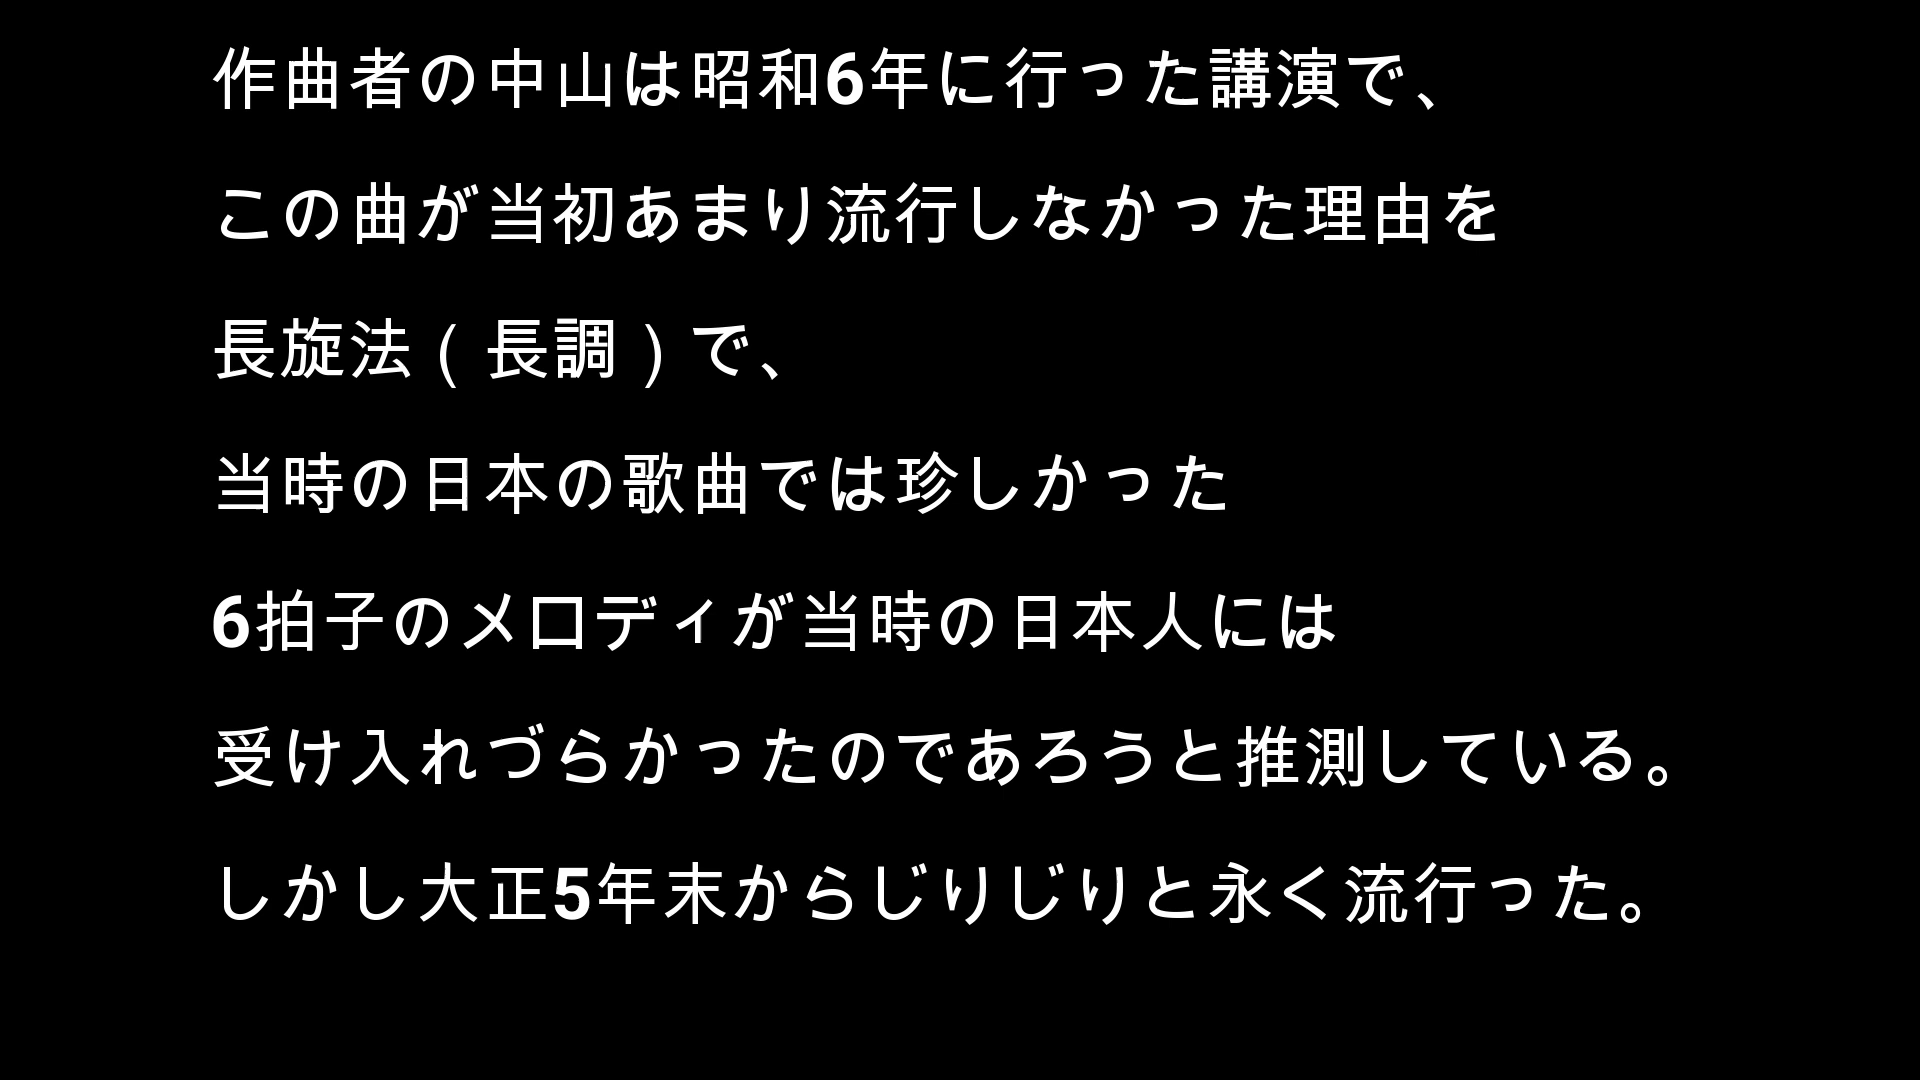 作曲者の中山は昭和6年に行った講演で、
この曲が当初あまり流行しなかった理由を
長旋法(長調)で、
当時の日本の歌曲では珍しかった
6拍子のメロディが当時の日本人には
受け入れづらかったのであろうと推測している。
しかし大正5年末からじりじりと永く流行った。